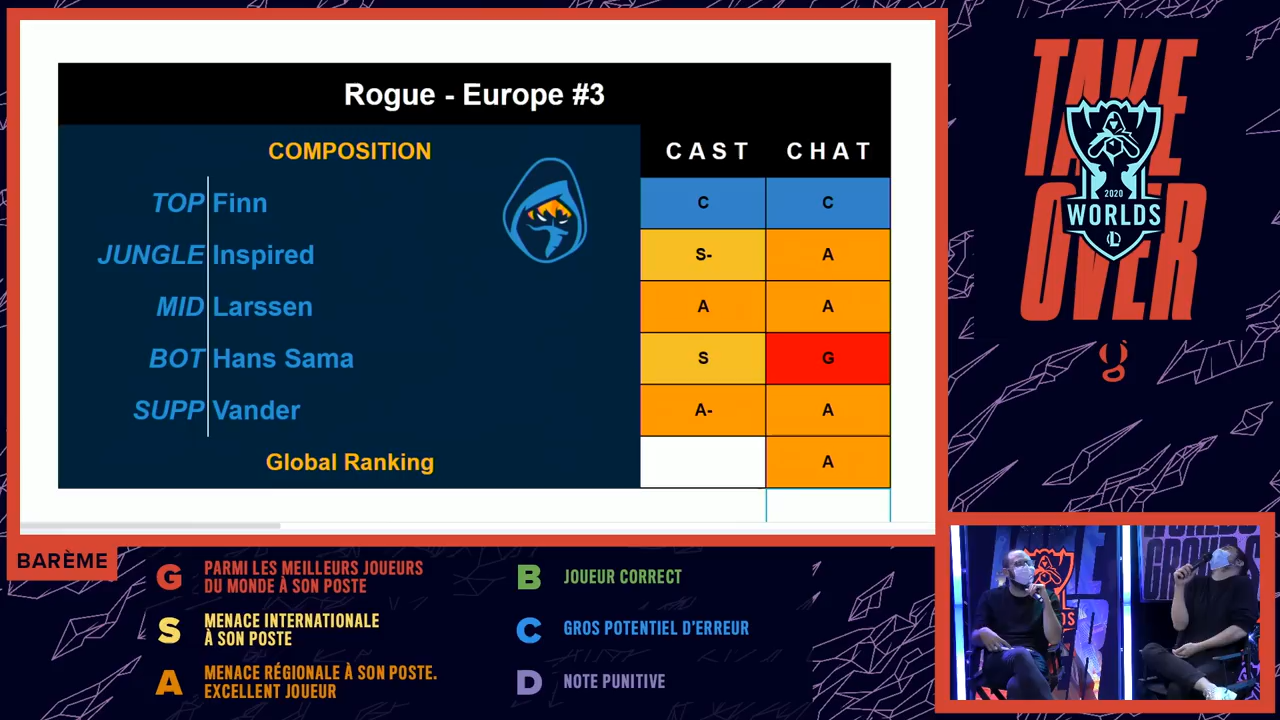 Rogue - Europe #3
COMPOSITION
CAST CHAT
TOP Finn C C
JUNGLE Inspired S- A
MID Larssen A A
BOT Hans Sama S G
SUPP Vander A- A
Global Ranking A
TAKE
OVER
2020
WORLDS
BARÈME
G PARMI LES MEILLEURS JOUEURS
DU MONDE À SON POSTE
S MENACE INTERNATIONALE
À SON POSTE
A MENACE RÉGIONALE À SON POSTE.
EXCELLENT JOUEUR
B JOUEUR CORRECT
C GROS POTENTIEL D'ERREUR
D NOTE PUNITIVE